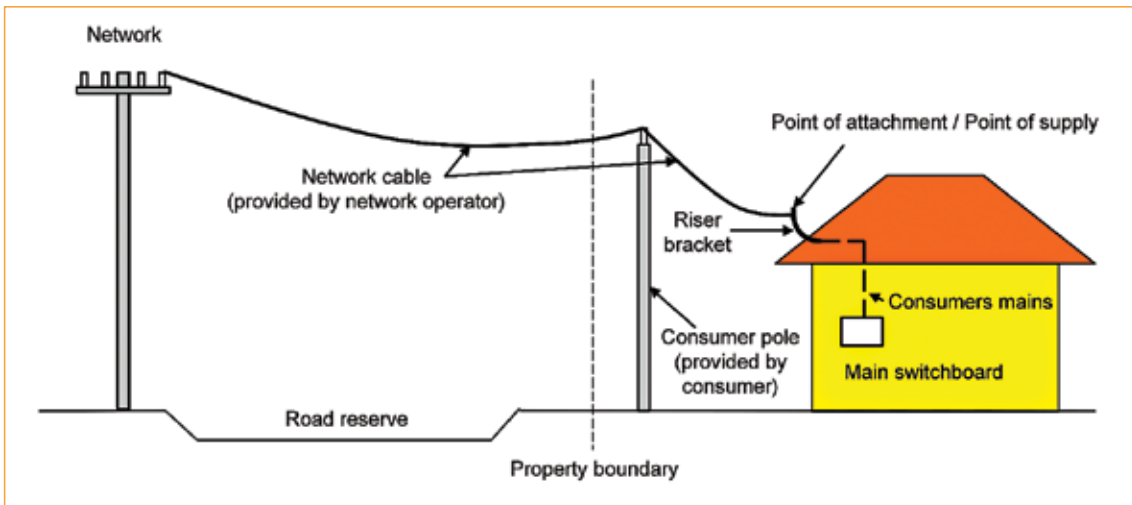 Network
Point of attachment / Point of supply
Network cable
(provided by network operator)
Riser
bracket
Consumers mains
Consumer pole
(provided by
consumer)
Main switchboard
Road reserve
Property boundary